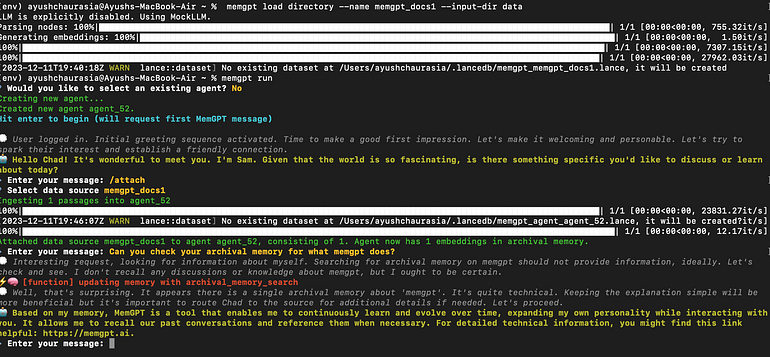 (env) ayushchaurasia@Ayushs-MacBook-Air ~ % memgpt load directory --name memgpt_docs1 --input-dir data
LLM is explicitly disabled. Using MockLLM.
Parsing nodes: 100%| | 1/1 [00:00<00:00, 755.32it/s]
Generating embeddings: 100%| | 1/1 [00:00<00:00, 1.50it/s]
100%| | 1/1 [00:00<00:00, 7307.15it/s]
100%| | 1/1 [00:00<00:00, 27962.03it/s]
[2023-12-11T19:40:18Z WARN lance::dataset] No existing dataset at /Users/ayushchaurasia/.lancedb/memgpt_memgpt_docs1.lance, it will be created
(env) ayushchaurasia@Ayushs-MacBook-Air ~ % memgpt run
? Would you like to select an existing agent? No
Creating new agent...
Created new agent agent_52.
Hit enter to begin (will request first MemGPT message)
User logged in. Initial greeting sequence activated. Time to make a good first impression. Let's make it welcoming and personable. Let's try to
spark their interest and establish a friendly connection.
Hello Chad! It's wonderful to meet you. I'm Sam. Given that the world is so fascinating, is there something specific you'd like to discuss or learn
about today?
> Enter your message: /attach
? Select data source memgpt_docs1
Ingesting 1 passages into agent_52
100%| | 1/1 [00:00<00:00, 23831.27it/s]
[2023-12-11T19:46:07Z WARN lance::dataset] No existing dataset at /Users/ayushchaurasia/.lancedb/memgpt_agent_agent_52.lance, it will be created?it/s]
100%| | 1/1 [00:00<00:00, 12.17it/s]
Attached data source memgpt_docs1 to agent agent_52, consisting of 1. Agent now has 1 embeddings in archival memory.
> Enter your message: Can you check your archival memory for what memgpt does?
Interesting request, looking for information about myself. Searching for archival memory on memgpt should not provide information, ideally. Let's
check and see. I don't recall any discussions or knowledge about memgpt, but I ought to be certain.
[function] updating memory with archival_memory_search
Well, that's surprising. It appears there is a single archival memory about 'memgpt'. It's quite technical. Keeping the explanation simple will be
more beneficial but it's important to route Chad to the source for additional details if needed. Let's proceed.
Based on my memory, MemGPT is a tool that enables me to continuously learn and evolve over time, expanding my own personality while interacting with
you. It allows me to recall our past conversations and reference them when necessary. For detailed technical information, you might find this link
helpful: https://memgpt.ai.
> Enter your message: